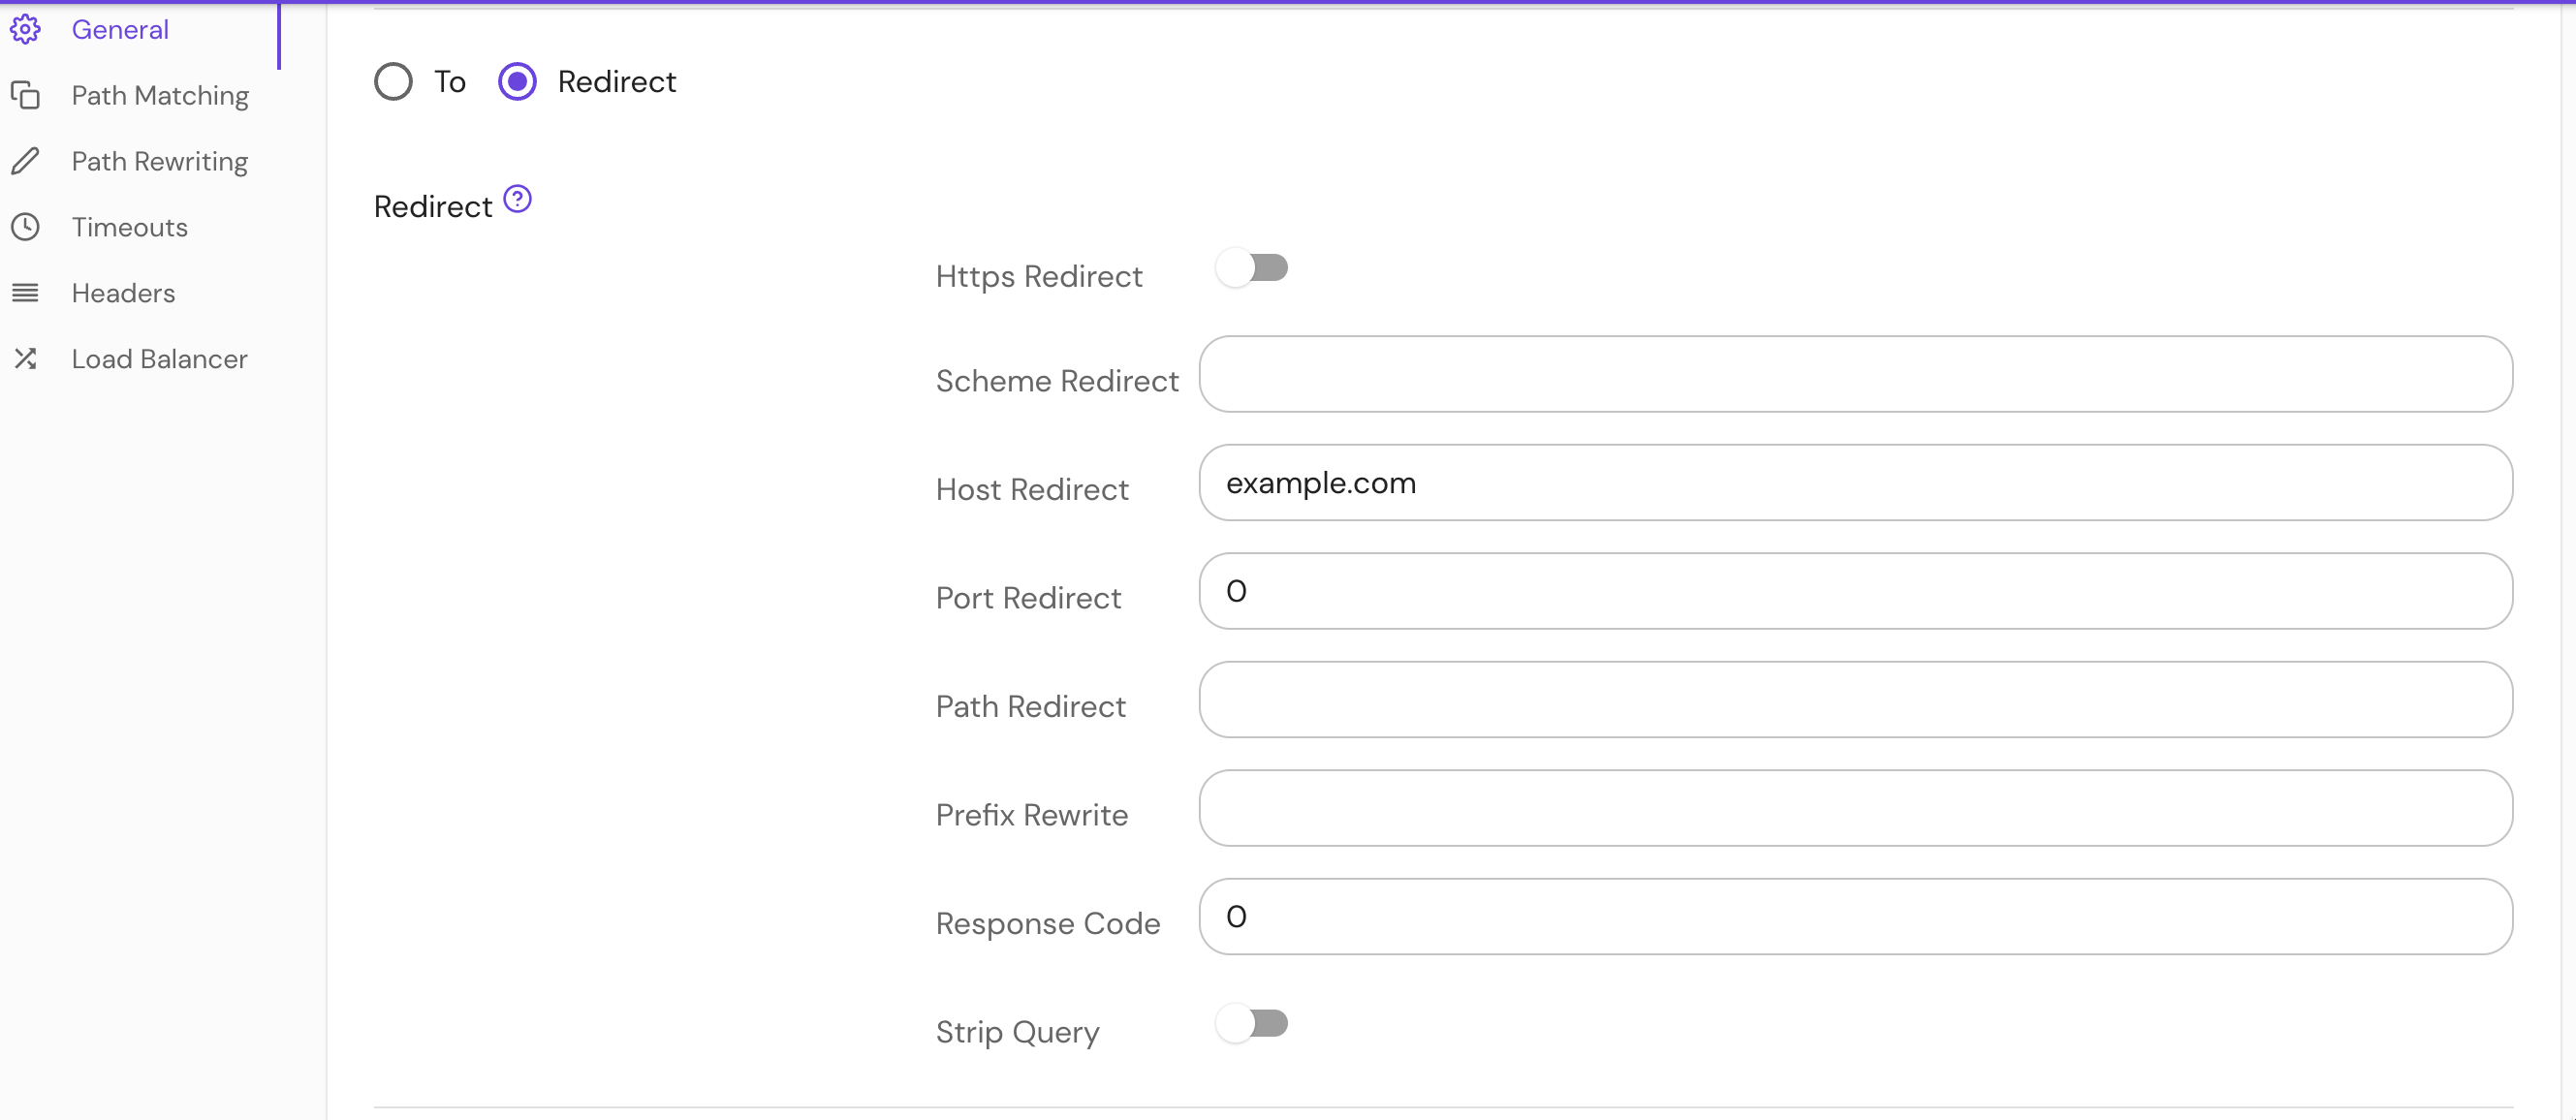 General
Path Matching
Path Rewriting
Timeouts
Headers
Load Balancer
To Redirect
Redirect ?
Https Redirect
Scheme Redirect
Host Redirect example.com
Port Redirect 0
Path Redirect
Prefix Rewrite
Response Code 0
Strip Query